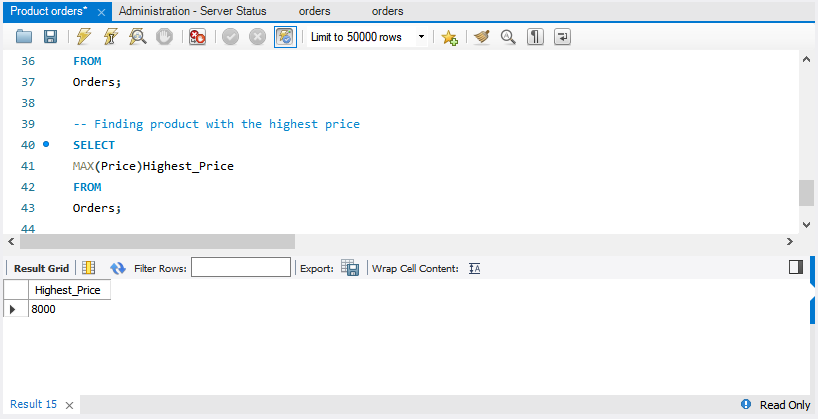 Product orders* Administration - Server Status orders orders
Limit to 50000 rows
36 FROM
37 Orders;
38
39 -- Finding product with the highest price
40 SELECT
41 MAX(Price)Highest_Price
42 FROM
43 Orders;
44
Result Grid Filter Rows: Export: Wrap Cell Content:
Highest_Price
8000
Result 15 Read Only